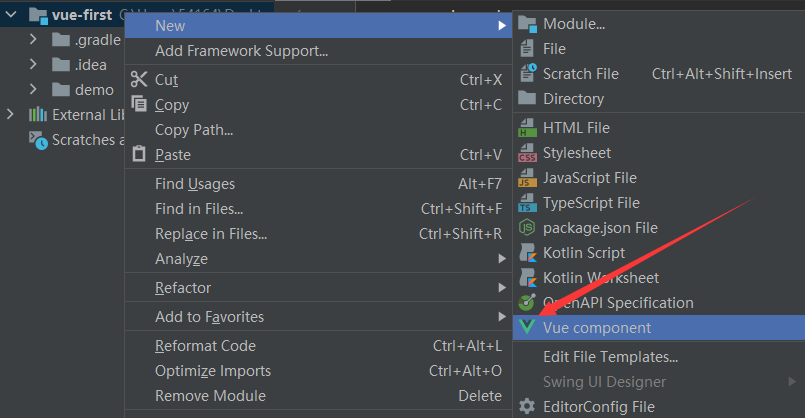 vue-first
.gradle
.idea
demo
External Lib
Scratches a
New
Add Framework Support...
Cut Ctrl+X
Copy Ctrl+C
Copy Path...
Paste Ctrl+V
Find Usages Alt+F7
Find in Files... Ctrl+Shift+F
Replace in Files... Ctrl+Shift+R
Analyze
Refactor
Add to Favorites
Reformat Code Ctrl+Alt+L
Optimize Imports Ctrl+Alt+O
Remove Module Delete
Module...
File
Scratch File Ctrl+Alt+Shift+Insert
Directory
HTML File
Stylesheet
JavaScript File
TypeScript File
package.json File
Kotlin Script
Kotlin Worksheet
OpenAPI Specification
Vue component
Edit File Templates...
Swing UI Designer
EditorConfig File